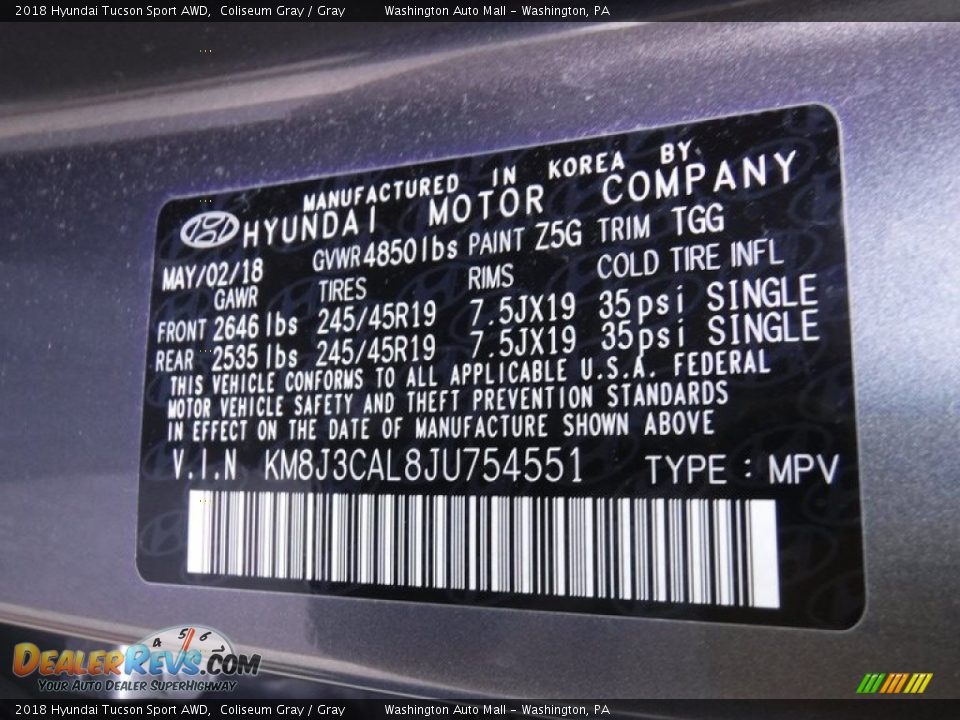 2018 Hyundai Tucson Sport AWD, Coliseum Gray / Gray Washington Auto Mall - Washington, PA
MANUFACTURED IN KOREA BY
HYUNDAI MOTOR COMPANY
MAY/02/18 GVWR 4850lbs PAINT Z5G TRIM TGG
GAWR TIRES RIMS COLD TIRE INFL
FRONT 2646 lbs 245/45R19 7.5JX19 35psi SINGLE
REAR 2535 lbs 245/45R19 7.5JX19 35psi SINGLE
THIS VEHICLE CONFORMS TO ALL APPLICABLE U.S.A. FEDERAL
MOTOR VEHICLE SAFETY AND THEFT PREVENTION STANDARDS
IN EFFECT ON THE DATE OF MANUFACTURE SHOWN ABOVE
V.I.N KM8J3CAL8JU754551 TYPE : MPV
4 5 6 7
DealerRevs.com
Your Auto Dealer SuperHighway
2018 Hyundai Tucson Sport AWD, Coliseum Gray / Gray Washington Auto Mall - Washington, PA